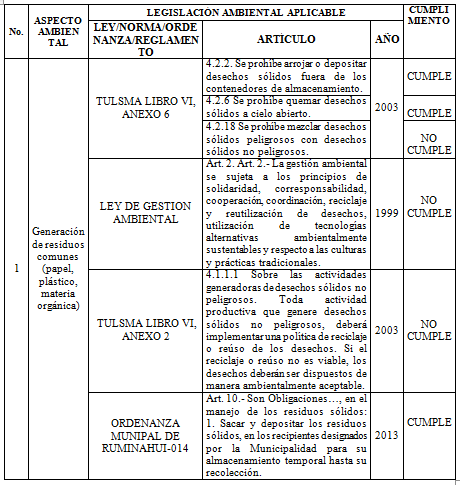 No.
ASPECTO
AMBIEN
TAL
LEGISLACIÓN AMBIENTAL APLICABLE
CUMPLI
MIENTO
LEY/NORMA/ORDE
NANZA/REGLAMEN
TO
ARTÍCULO
AÑO
1
Generación
de residuos
comunes
(papel,
plástico,
materia
orgánica)
TULSMA LIBRO VI,
ANEXO 6
4.2.2. Se prohíbe arrojar o depositar
desechos sólidos fuera de los
contenedores de almacenamiento.
CUMPLE
4.2.6 Se prohíbe quemar desechos
sólidos a cielo abierto.
2003
CUMPLE
4.2.18 Se prohíbe mezclar desechos
sólidos peligrosos con desechos
sólidos no peligrosos.
NO
CUMPLE
LEY DE GESTION
AMBIENTAL
Art. 2. Art. 2.- La gestión ambiental
se sujeta a los principios de
solidaridad, corresponsabilidad,
cooperación, coordinación, reciclaje
y reutilización de desechos,
utilización de tecnologías
alternativas ambientalmente
sustentables y respecto a las culturas
y prácticas tradicionales.
1999
NO
CUMPLE
TULSMA LIBRO VI,
ANEXO 2
4.1.1.1 Sobre las actividades
generadoras de desechos sólidos no
peligrosos. Toda actividad
productiva que genere desechos
sólidos no peligrosos, deberá
implementar una política de reciclaje
o reúso de los desechos. Si el
reciclaje o reúso no es viable, los
desechos deberán ser dispuestos de
manera ambientalmente aceptable.
2003
NO
CUMPLE
ORDENANZA
MUNIPAL DE
RUMINAHUI-014
Art. 10.- Son Obligaciones…, en el
manejo de los residuos sólidos:
1. Sacar y depositar los residuos
sólidos, en los recipientes designados
por la Municipalidad para su
almacenamiento temporal hasta su
recolección.
2013
CUMPLE